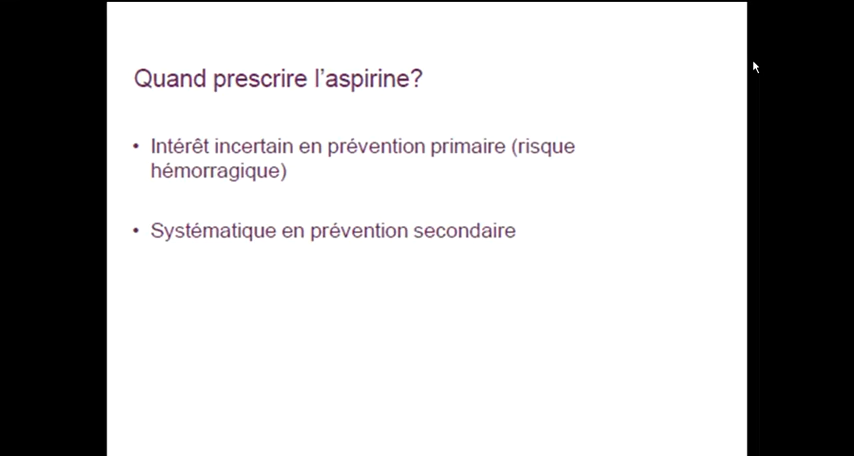 Quand prescrire l’aspirine?
• Intérêt incertain en prévention primaire (risque
hémorragique)
• Systématique en prévention secondaire